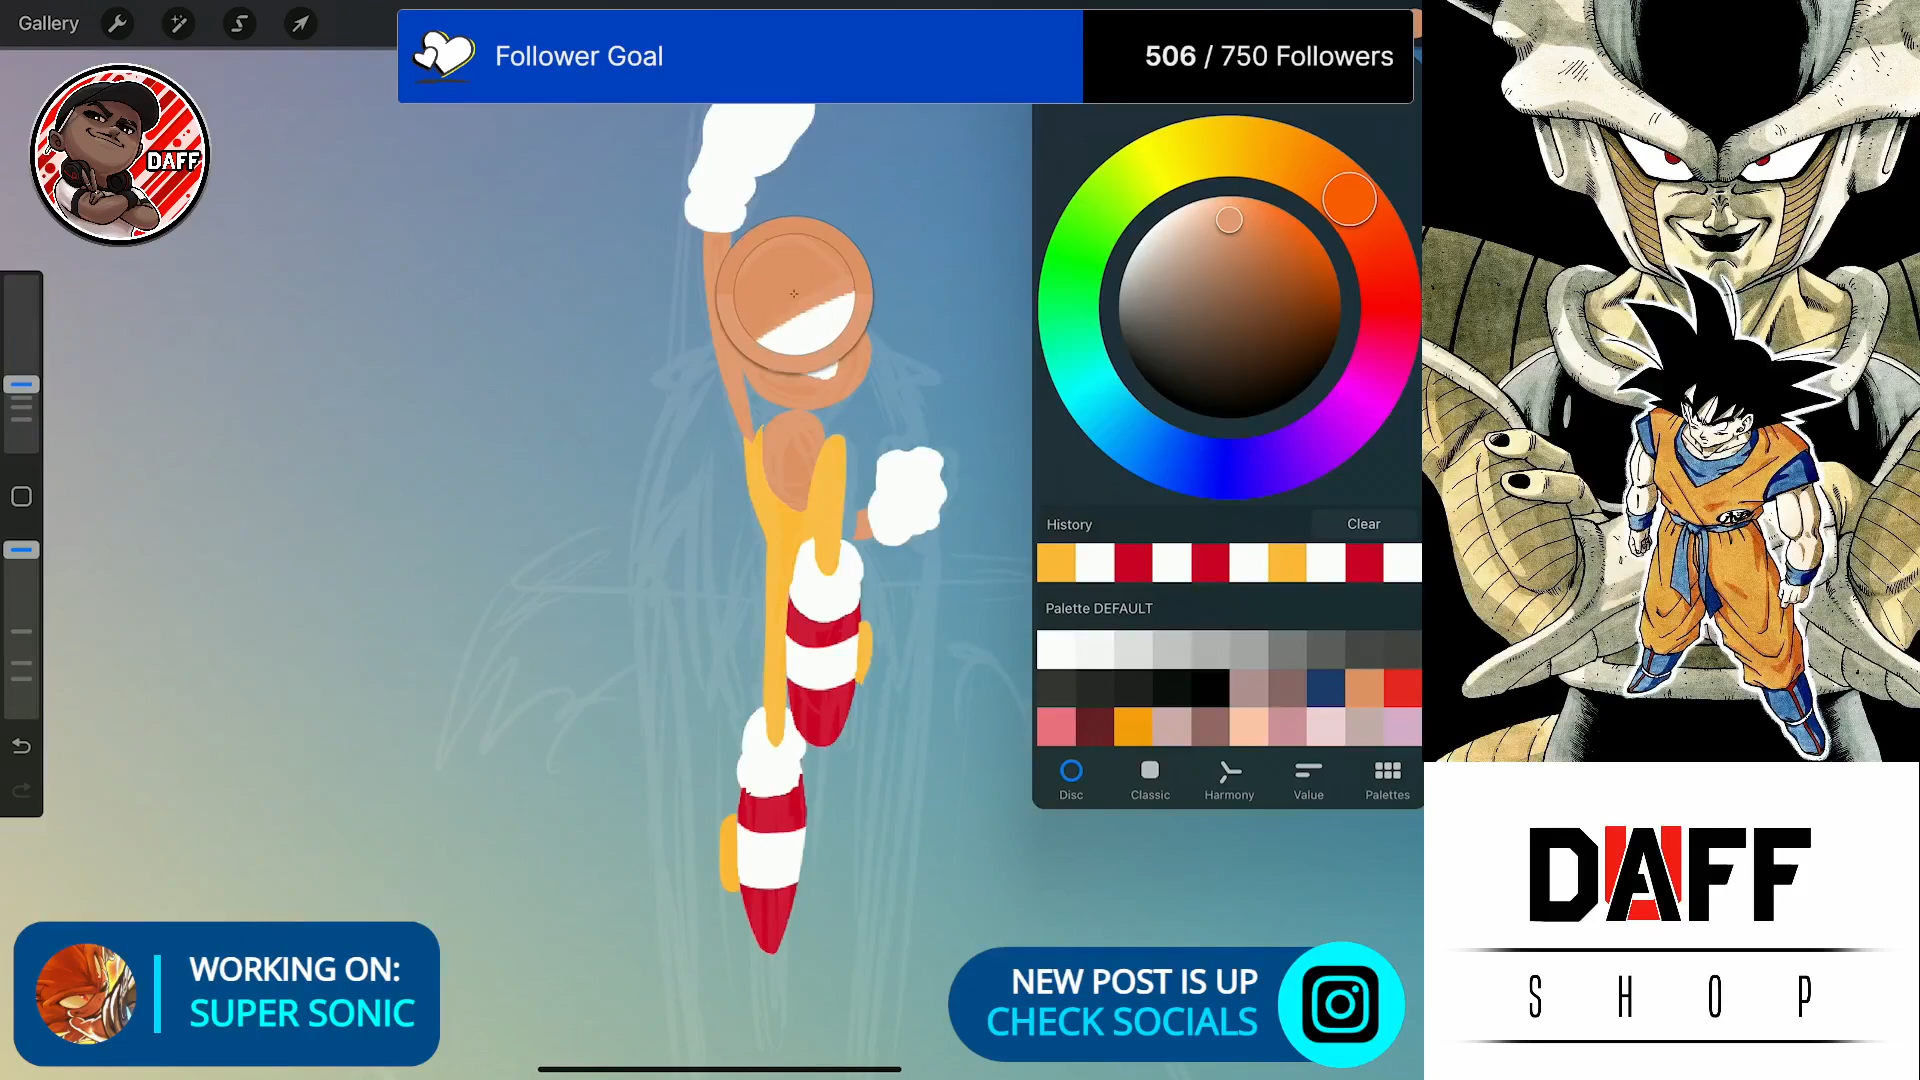 Gallery
Follower Goal
506 / 750 Followers
DAFF
History
Clear
Palette DEFAULT
Disc
Classic
Harmony
Value
Palettes
WORKING ON:
SUPER SONIC
NEW POST IS UP
CHECK SOCIALS
DAFF
SHOP